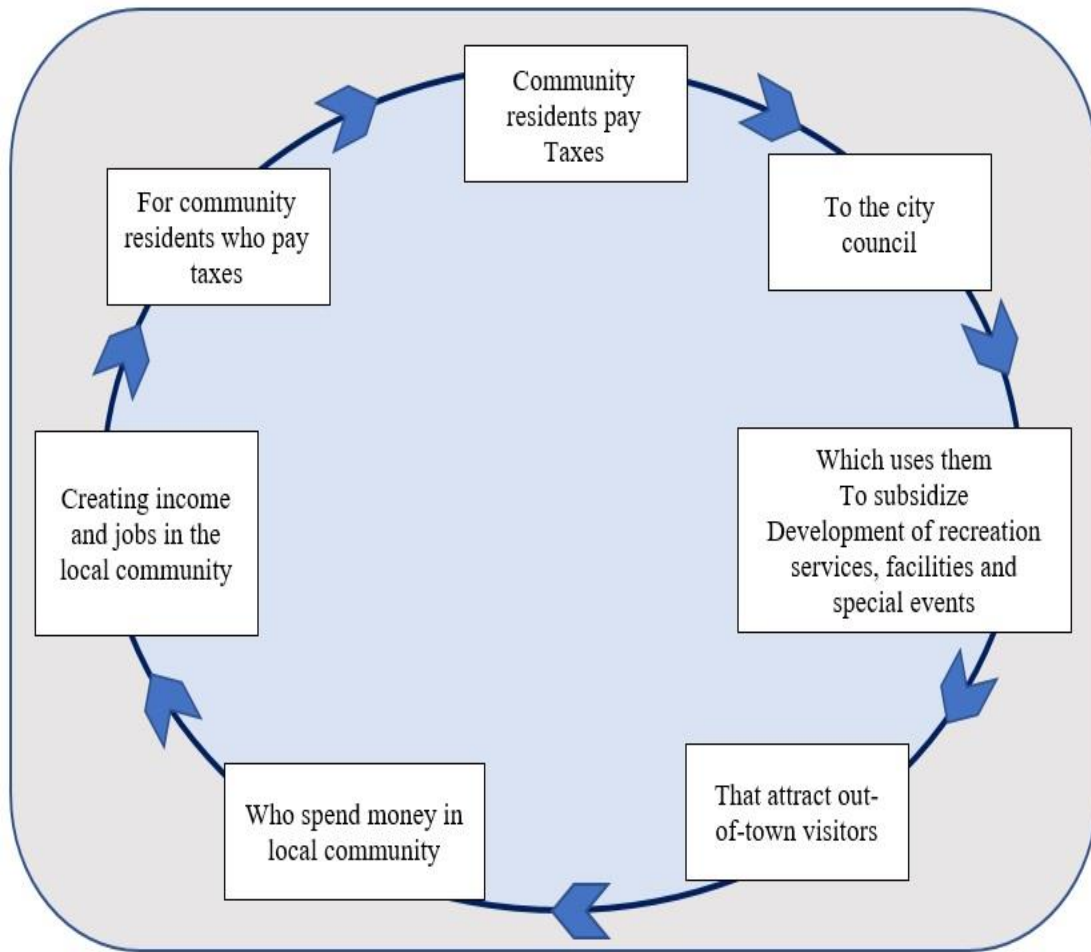 Community
residents pay
Taxes
To the city
council
Which uses them
To subsidize
Development of recreation
services, facilities and
special events
That attract out-
of-town visitors
Who spend money in
local community
Creating income
and jobs in the
local community
For community
residents who pay
taxes